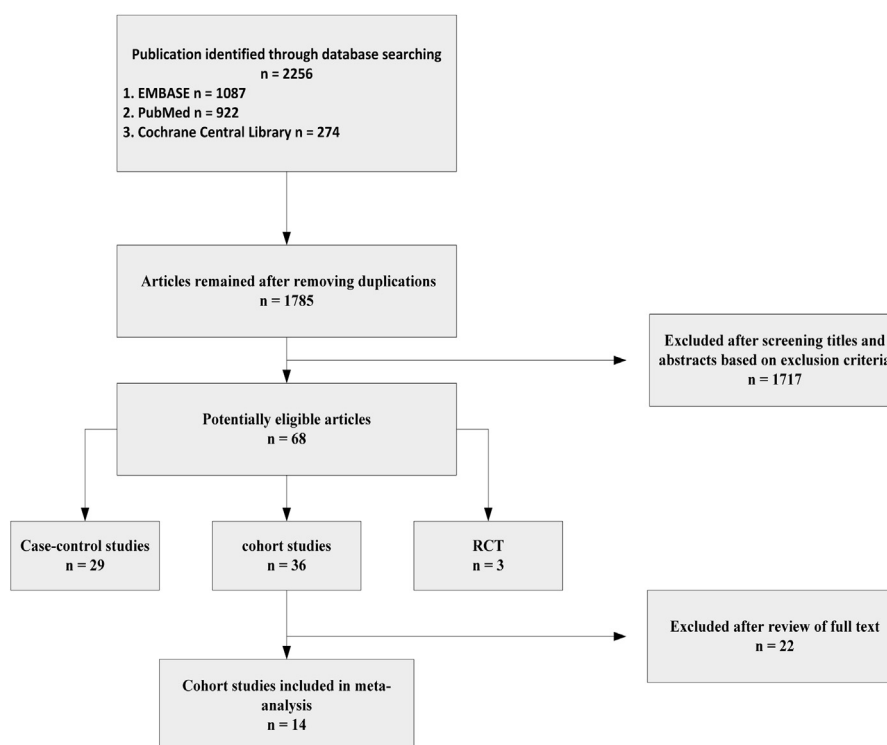 Publication identified through database searching
n = 2256
1. EMBASE n = 1087
2. PubMed n = 922
3. Cochrane Central Library n = 274
Articles remained after removing duplications
n = 1785
Excluded after screening titles and
abstracts based on exclusion criteria
n = 1717
Potentially eligible articles
n = 68
Case-control studies
n = 29
cohort studies
n = 36
RCT
n = 3
Excluded after review of full text
n = 22
Cohort studies included in meta-
analysis
n = 14